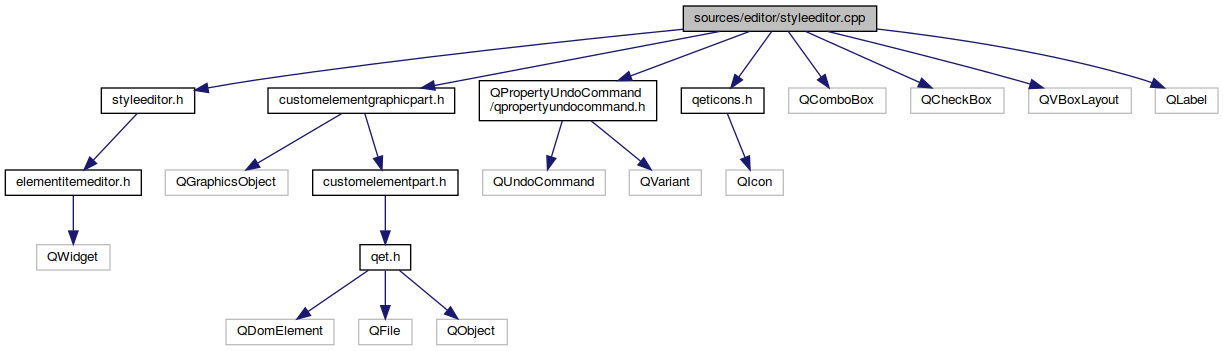 sources/editor/styleeditor.cpp
styleeditor.h
customelementgraphicpart.h
QPropertyUndoCommand
/qpropertyundocommand.h
qeticons.h
QComboBox
QCheckBox
QVBoxLayout
QLabel
elementitemeditor.h
QGraphicsObject
customelementpart.h
QUndoCommand
QVariant
QIcon
QWidget
qet.h
QDomElement
QFile
QObject